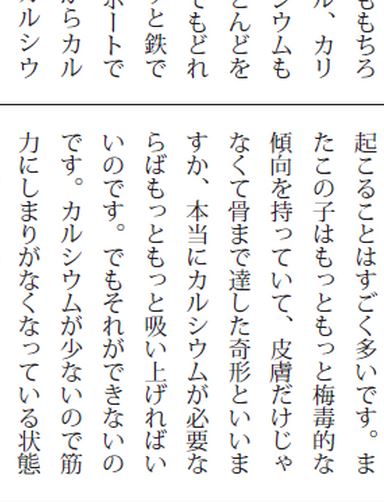 ももちろ
ル、カリ
シウムも
とんどを
てもどれ
っと鉄で
ポートで
からカル
カルシウ
起こることはすごく多いです。ま
たこの子はもっともっと梅毒的な
傾向を持っていて、皮膚だけじゃ
なくて骨まで達した奇形といいま
すか、本当にカルシウムが必要な
らばもっともっと吸い上げればい
いのです。でもそれができないの
です。カルシウムが少ないので筋
力にしまりがなくなっている状態